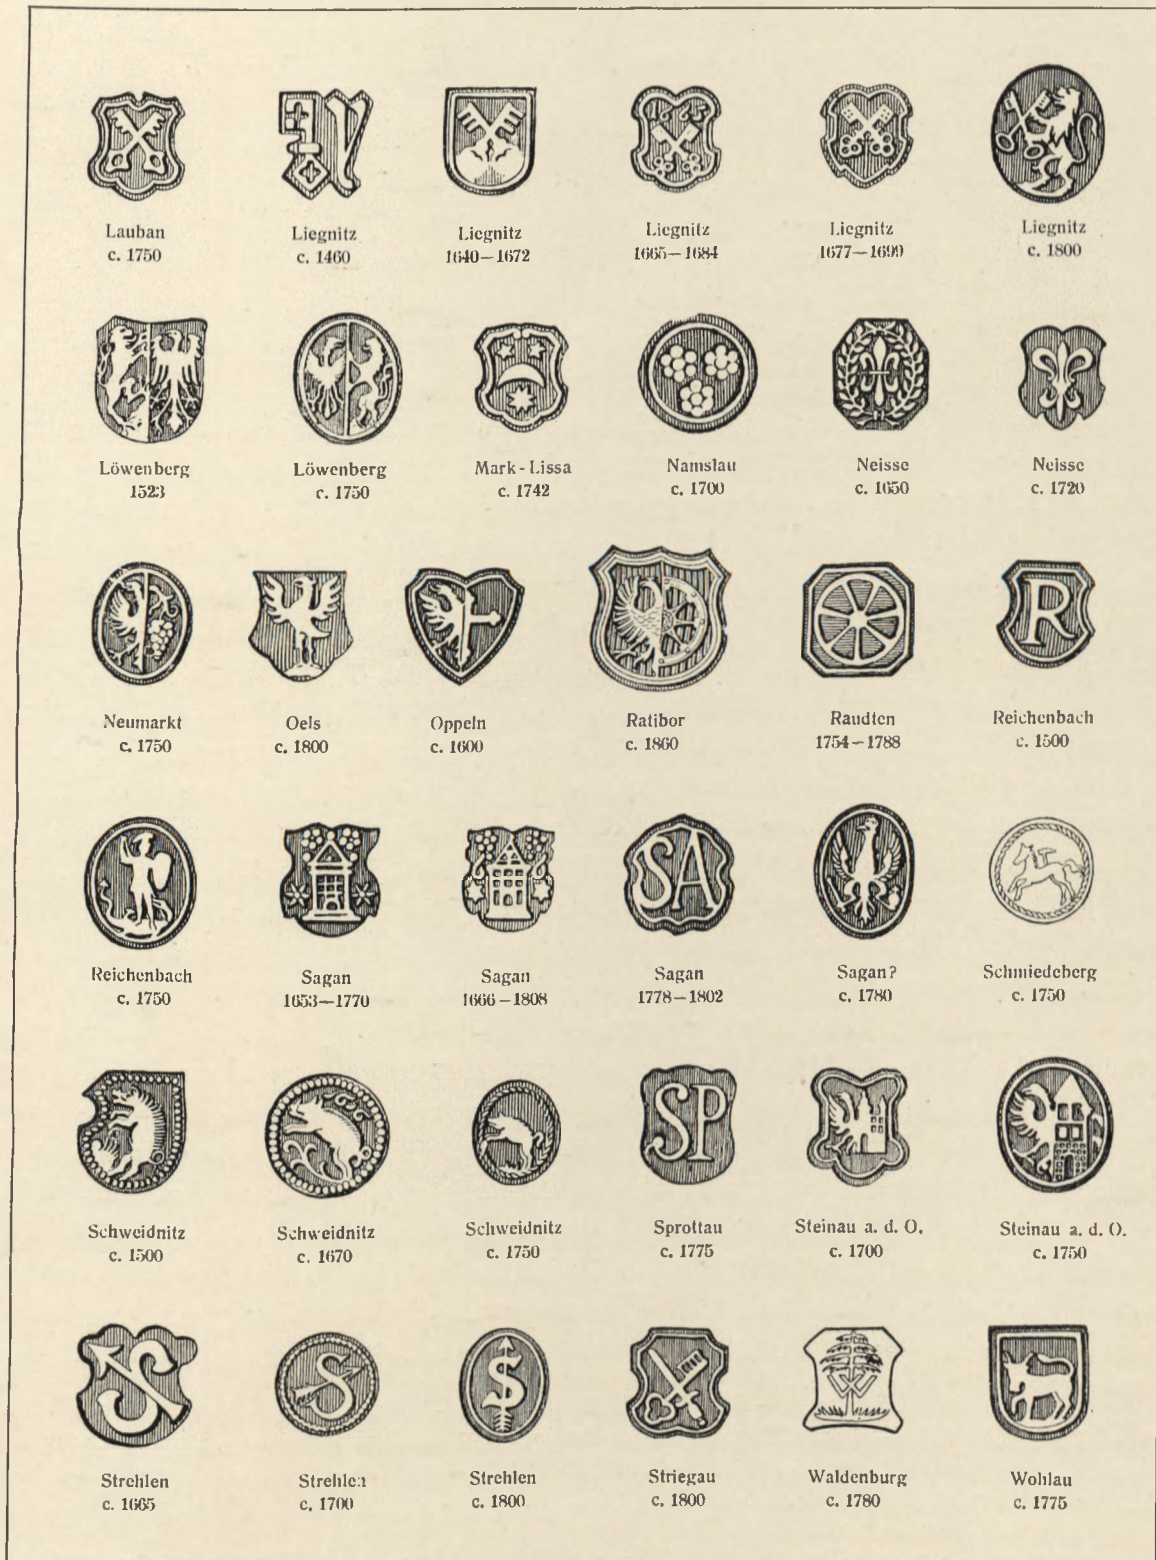 1665
Lauban
c. 1750
Liegnitz
c. 1460
Liegnitz
1640—1672
Liegnitz
1665—1684
Liegnitz
1677—1699
Liegnitz
c. 1800
Löwenberg
1523
Löwenberg
c. 1750
Mark-Lissa
c. 1742
Namslau
c. 1700
Neisse
c. 1650
Neisse
c. 1720
R
Neumarkt
c. 1750
Oels
c. 1800
Oppeln
c. 1600
Ratibor
c. 1860
Raudten
1754—1788
Reichenbach
c. 1500
SA
Reichenbach
c. 1750
Sagan
1653—1770
Sagan
1666—1808
Sagan
1778—1802
Sagan?
c. 1780
Schmiedeberg
c. 1750
SP
Schweidnitz
c. 1500
Schweidnitz
c. 1670
Schweidnitz
c. 1750
Sprottau
c. 1775
Steinau a. d. O.
c. 1700
Steinau a. d. O.
c. 1750
S
S
S
W
Strehlen
c. 1665
Strehlen
c. 1700
Strehlen
c. 1800
Striegau
c. 1800
Waldenburg
c. 1780
Wohlau
c. 1775